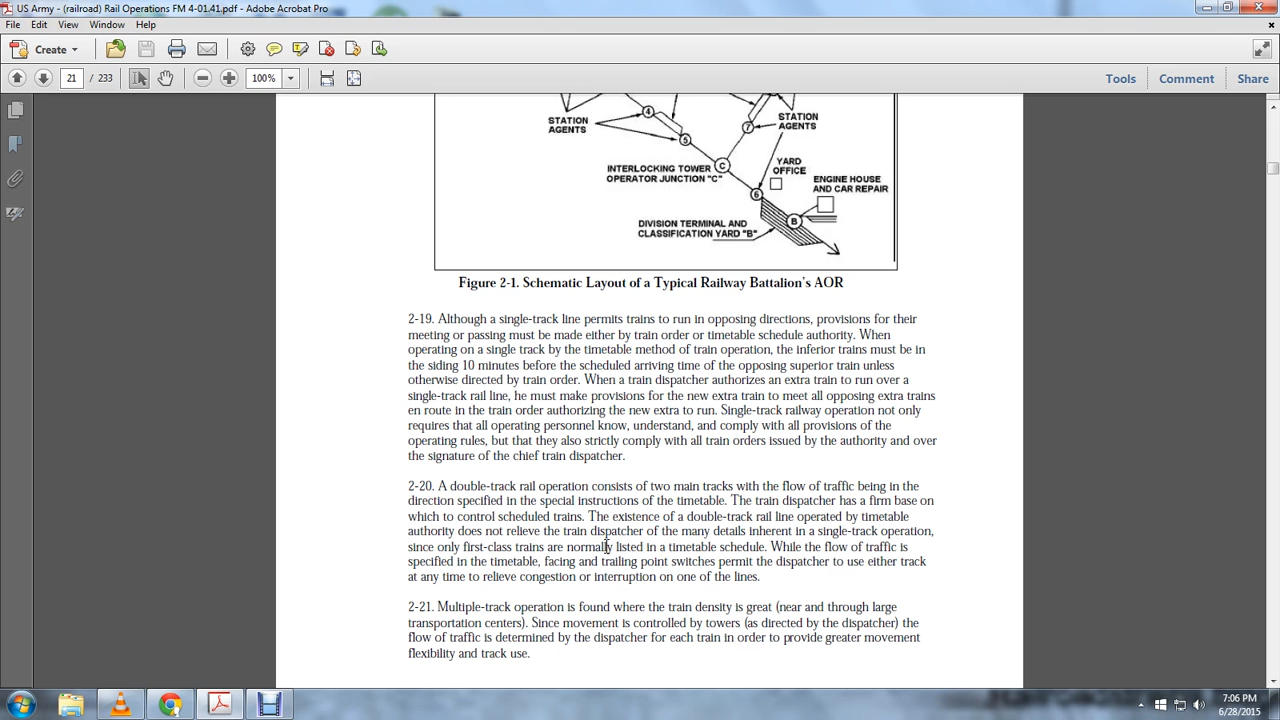 US Army - (railroad) Rail Operations FM 4-01.41.pdf - Adobe Acrobat Pro
File Edit View Window Help
Create
21 / 233
100%
Tools Comment Share
STATION
AGENTS
4
5
7
STATION
AGENTS
INTERLOCKING TOWER
OPERATOR JUNCTION "C"
C
YARD
OFFICE
6
ENGINE HOUSE
AND CAR REPAIR
DIVISION TERMINAL AND
CLASSIFICATION YARD "B"
B
Figure 2-1. Schematic Layout of a Typical Railway Battalion's AOR
2-19. Although a single-track line permits trains to run in opposing directions, provisions for their
meeting or passing must be made either by train order or timetable schedule authority. When
operating on a single track by the timetable method of train operation, the inferior trains must be in
the siding 10 minutes before the scheduled arriving time of the opposing superior train unless
otherwise directed by train order. When a train dispatcher authorizes an extra train to run over a
single-track rail line, he must make provisions for the new extra train to meet all opposing extra trains
en route in the train order authorizing the new extra to run. Single-track railway operation not only
requires that all operating personnel know, understand, and comply with all provisions of the
operating rules, but that they also strictly comply with all train orders issued by the authority and over
the signature of the chief train dispatcher.
2-20. A double-track rail operation consists of two main tracks with the flow of traffic being in the
direction specified in the special instructions of the timetable. The train dispatcher has a firm base on
which to control scheduled trains. The existence of a double-track rail line operated by timetable
authority does not relieve the train dispatcher of the many details inherent in a single-track operation,
since only first-class trains are normally listed in a timetable schedule. While the flow of traffic is
specified in the timetable, facing and trailing point switches permit the dispatcher to use either track
at any time to relieve congestion or interruption on one of the lines.
2-21. Multiple-track operation is found where the train density is great (near and through large
transportation centers). Since movement is controlled by towers (as directed by the dispatcher) the
flow of traffic is determined by the dispatcher for each train in order to provide greater movement
flexibility and track use.
7:06 PM
6/28/2015